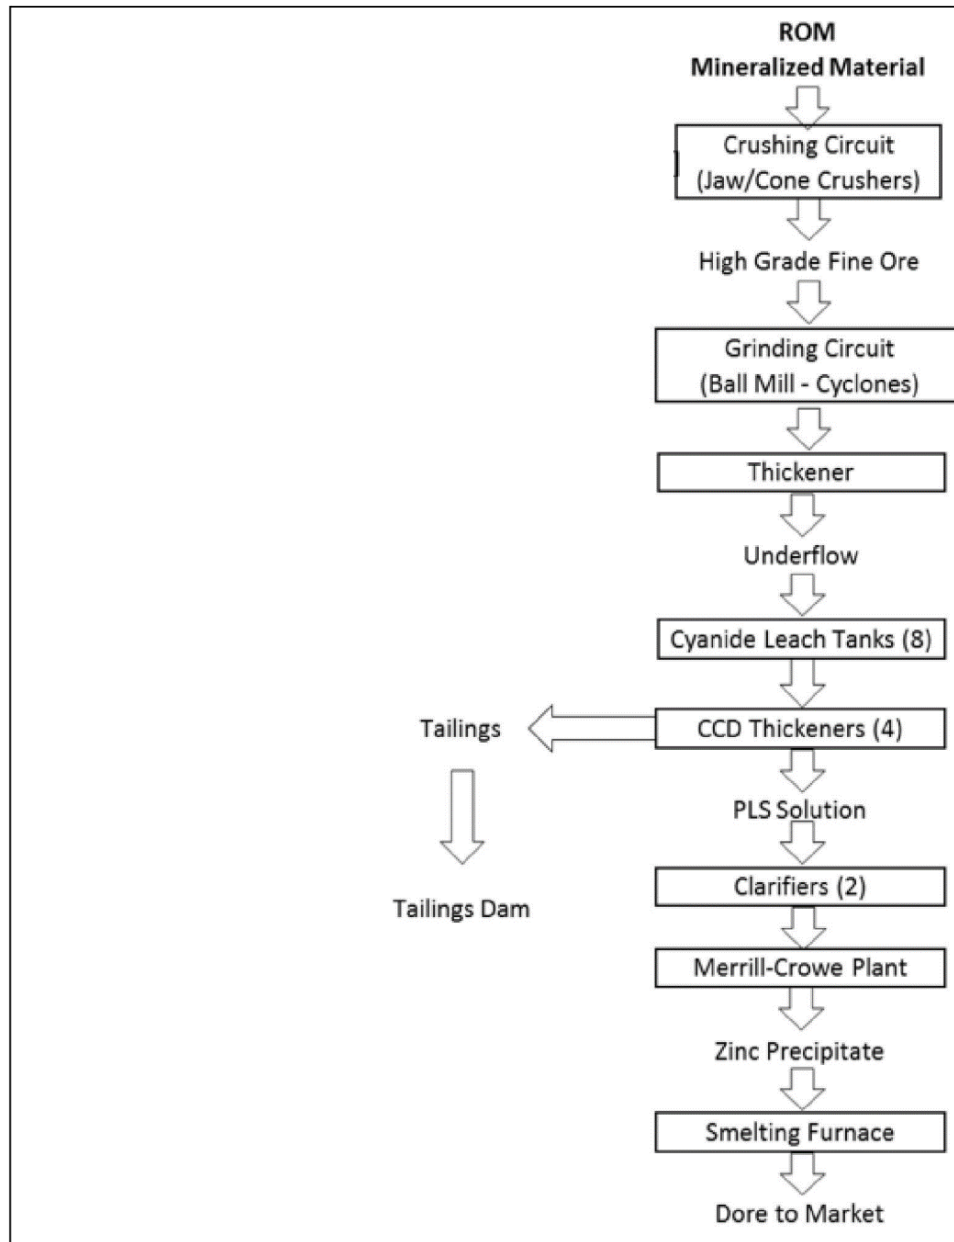 ROM
Mineralized Material
Crushing Circuit
(Jaw/Cone Crushers)
High Grade Fine Ore
Grinding Circuit
(Ball Mill - Cyclones)
Thickener
Underflow
Cyanide Leach Tanks (8)
Tailings
CCD Thickeners (4)
PLS Solution
Clarifiers (2)
Tailings Dam
Merrill-Crowe Plant
Zinc Precipitate
Smelting Furnace
Dore to Market